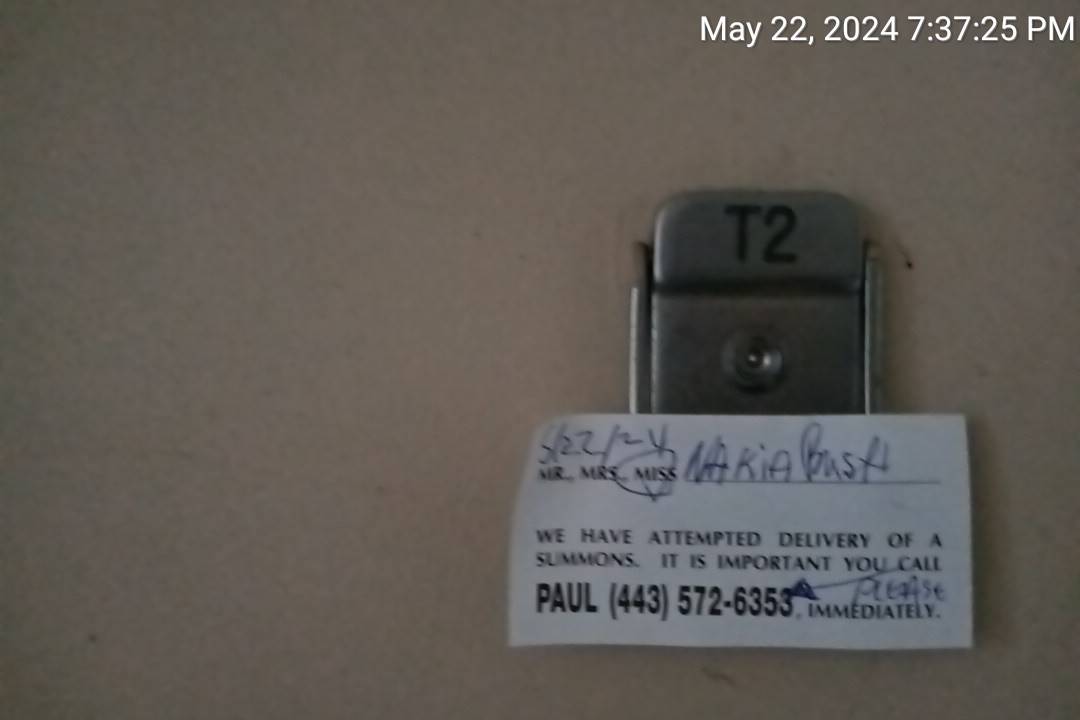 May 22, 2024 7:37:25 PM
T2
5/22/24
MR., MRS., MISS NAKIA BUSH
WE HAVE ATTEMPTED DELIVERY OF A
SUMMONS. IT IS IMPORTANT YOU CALL
PLEASE
PAUL (443) 572-6353, IMMEDIATELY.